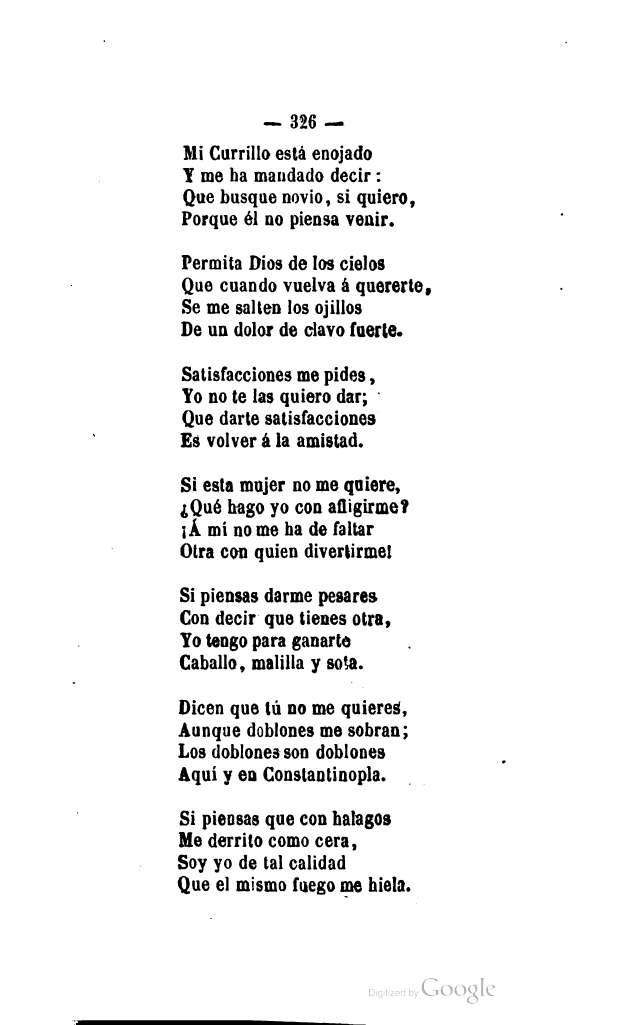 — 326 —
Mi Currillo está enojado
Y me ha mandado decir :
Que busque novio, si quiero,
Porque él no piensa venir.
Permita Dios de los cielos
Que cuando vuelva á quererte,
Se me salten los ojillos
De un dolor de clavo fuerte.
Satisfacciones me pides,
Yo no te las quiero dar;
Que darte satisfacciones
Es volver á la amistad.
Si esta mujer no me quiere,
¿Qué hago yo con afligirme?
¡Á mí no me ha de faltar
Otra con quien divertirme!
Si piensas darme pesares
Con decir que tienes otra,
Yo tengo para ganarte
Caballo, malilla y sota.
Dicen que tú no me quieres,
Aunque doblones me sobran;
Los doblones son doblones
Aquí y en Constantinopla.
Si piensas que con halagos
Me derrito como cera,
Soy yo de tal calidad
Que el mismo fuego me hiela.
Digitized by Google